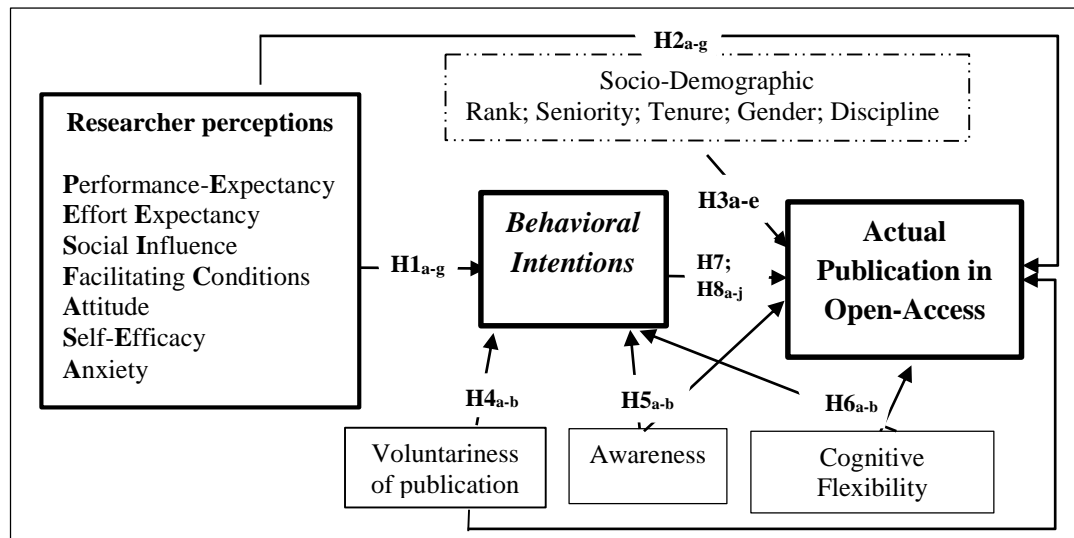 H2a-g
Socio-Demographic
Rank; Seniority; Tenure; Gender; Discipline
Researcher perceptions
Performance-Expectancy
Effort Expectancy
Social Influence
Facilitating Conditions
Attitude
Self-Efficacy
Anxiety
H1a-g
Behavioral
Intentions
H3a-e
H7;
H8a-j
Actual
Publication in
Open-Access
H4a-b
H5a-b
H6a-b
Voluntariness
of publication
Awareness
Cognitive
Flexibility